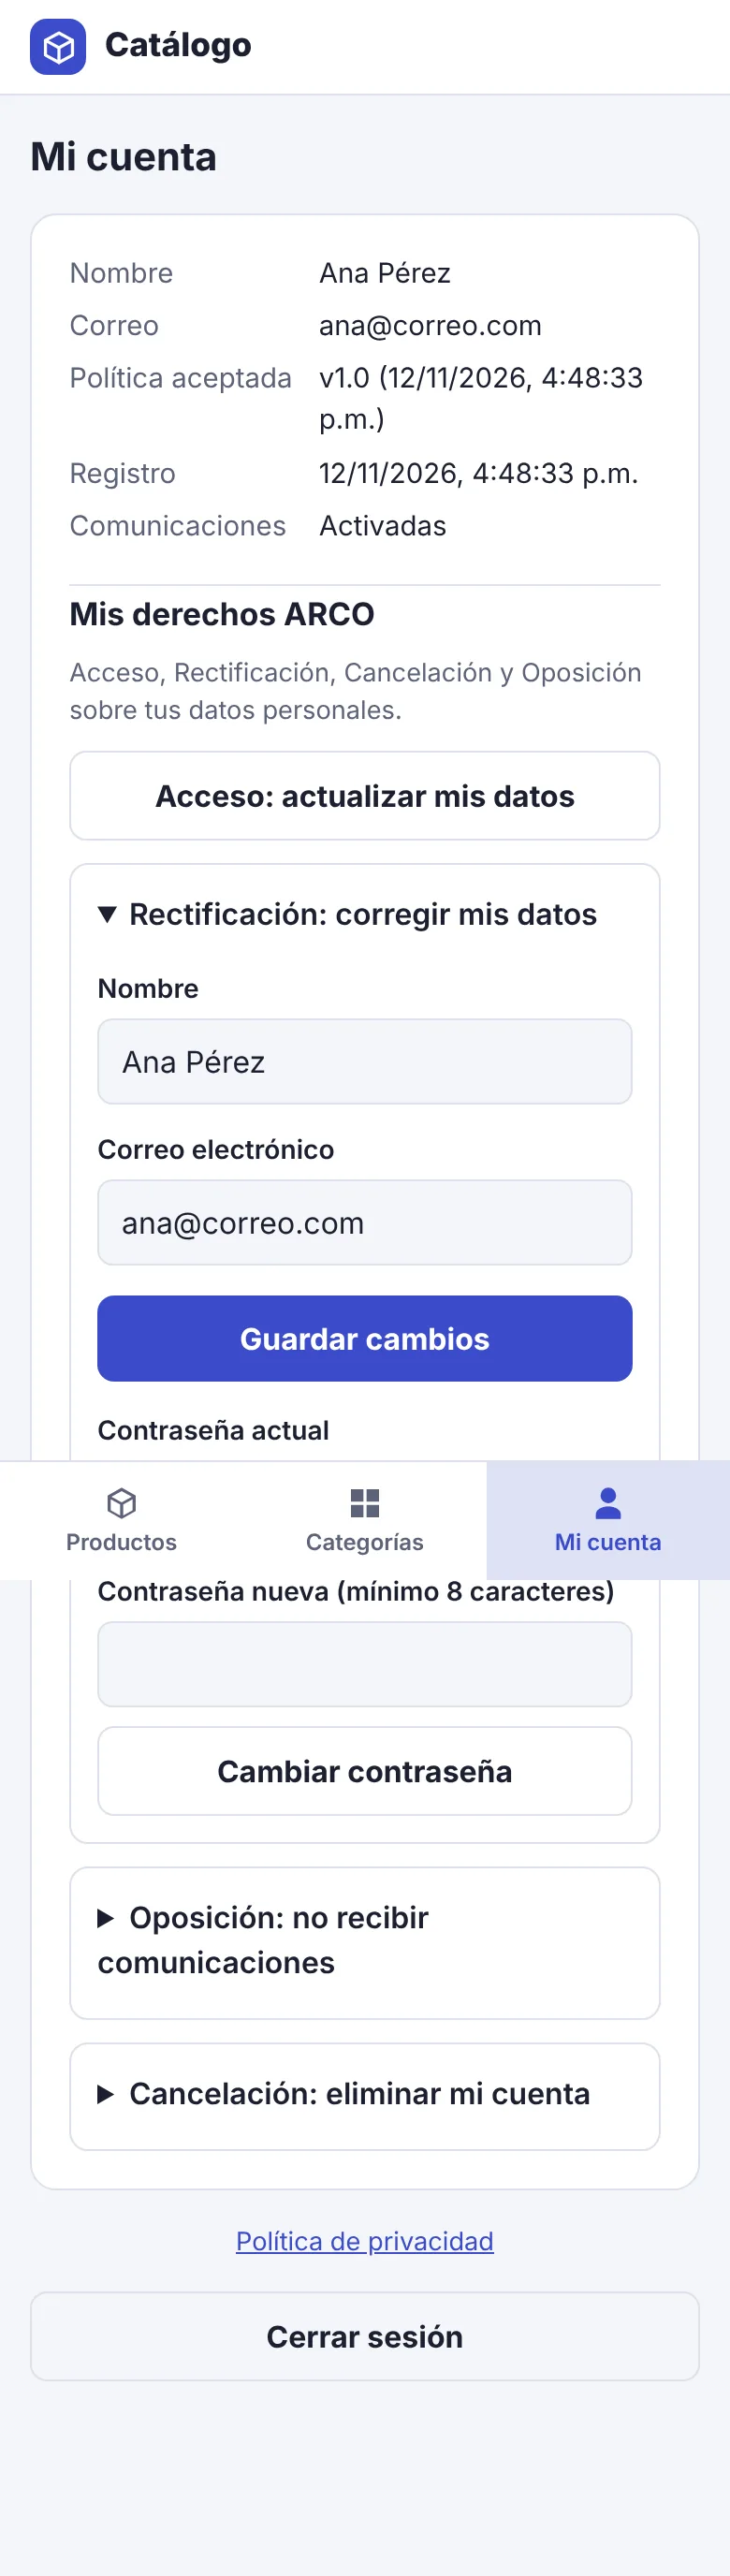 Catálogo
Mi cuenta
Nombre Ana Pérez
Correo ana@correo.com
Política aceptada v1.0 (12/11/2026, 4:48:33
p.m.)
Registro 12/11/2026, 4:48:33 p.m.
Comunicaciones Activadas
Mis derechos ARCO
Acceso, Rectificación, Cancelación y Oposición
sobre tus datos personales.
Acceso: actualizar mis datos
▼ Rectificación: corregir mis datos
Nombre
Ana Pérez
Correo electrónico
ana@correo.com
Guardar cambios
Contraseña actual
Productos Categorías Mi cuenta
Contraseña nueva (mínimo 8 caracteres)
Cambiar contraseña
▶ Oposición: no recibir
comunicaciones
▶ Cancelación: eliminar mi cuenta
Política de privacidad
Cerrar sesión